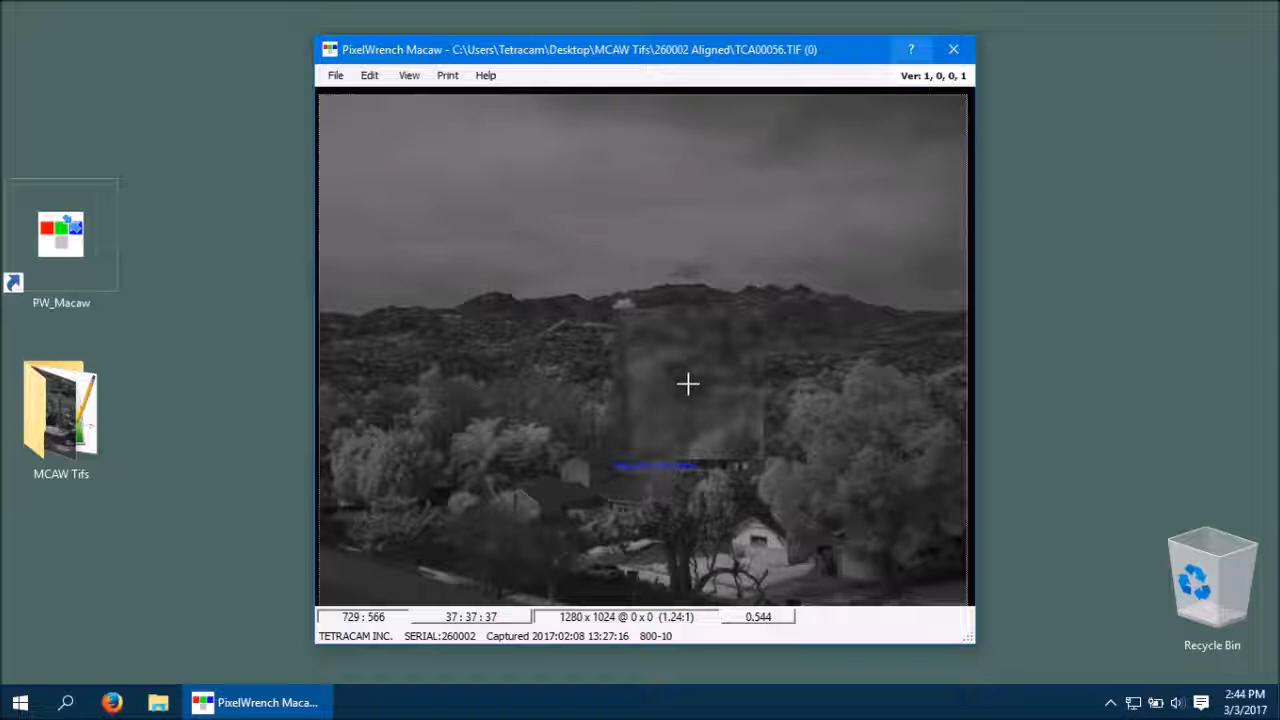 PixelWrench Macaw - C:\Users\Tetracam\Desktop\MCAW Tifs\260002 Aligned\TCA00056.TIF (0)
File Edit View Print Help Ver: 1, 0, 0, 1
PW_Macaw
MCAW Tifs
729 : 566 37 : 37 : 37 1280 x 1024 @ 0 x 0 (1.24:1) 0.544
TETRACAM INC. SERIAL:260002 Captured 2017:02:08 13:27:16 800-10
Recycle Bin
PixelWrench Maca...
2:44 PM
3/3/2017